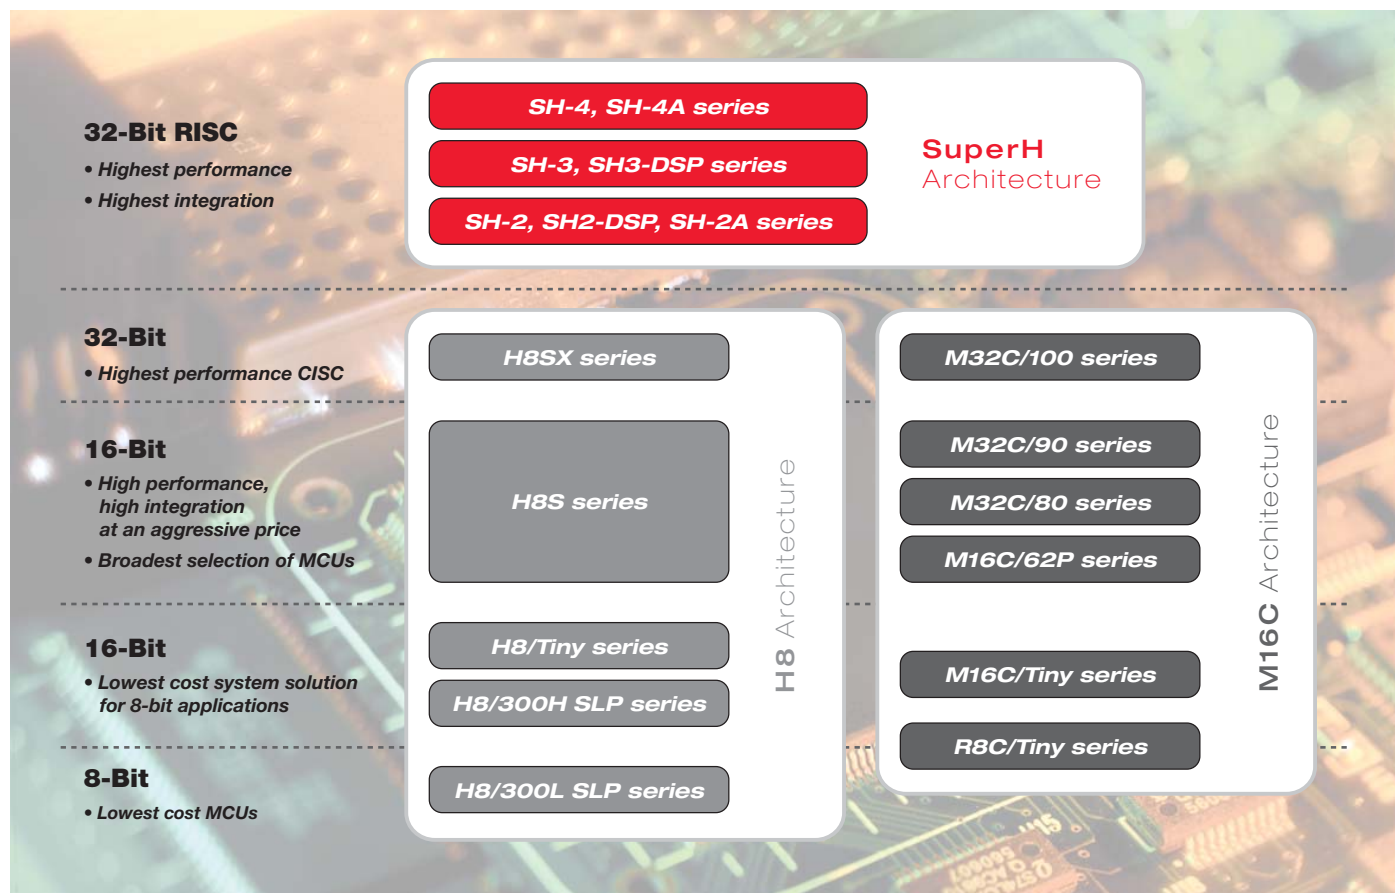 32-Bit RISC
• Highest performance
• Highest integration
SH-4, SH-4A series
SH-3, SH3-DSP series
SH-2, SH2-DSP, SH-2A series
SuperH
Architecture
32-Bit
• Highest performance CISC
H8SX series
M32C/100 series
16-Bit
• High performance,
high integration
at an aggressive price
• Broadest selection of MCUs
H8S series
M32C/90 series
M32C/80 series
M16C/62P series
16-Bit
• Lowest cost system solution
for 8-bit applications
H8/Tiny series
H8/300H SLP series
M16C/Tiny series
R8C/Tiny series
8-Bit
• Lowest cost MCUs
H8/300L SLP series
H8 Architecture
M16C Architecture